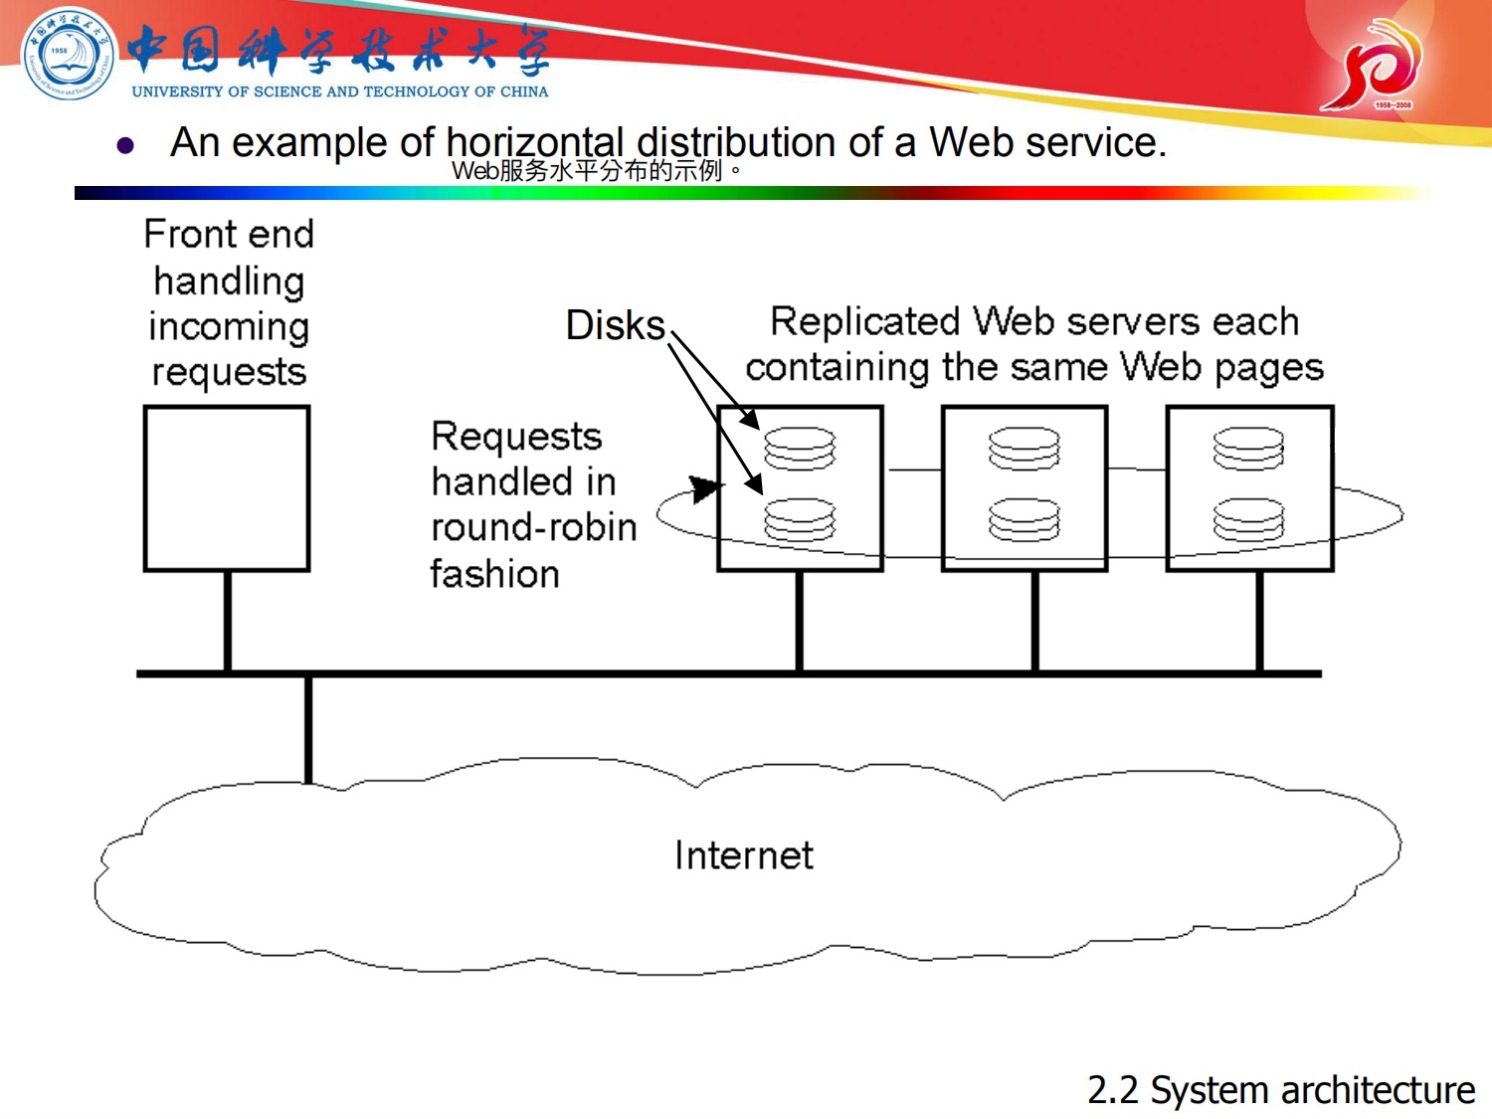 中国科学技术大学
UNIVERSITY OF SCIENCE AND TECHNOLOGY OF CHINA
1958
1958-2008
An example of horizontal distribution of a Web service.
Web服务水平分布的示例。
Front end
handling
incoming
requests
Disks
Replicated Web servers each
containing the same Web pages
Requests
handled in
round-robin
fashion
Internet
2.2 System architecture